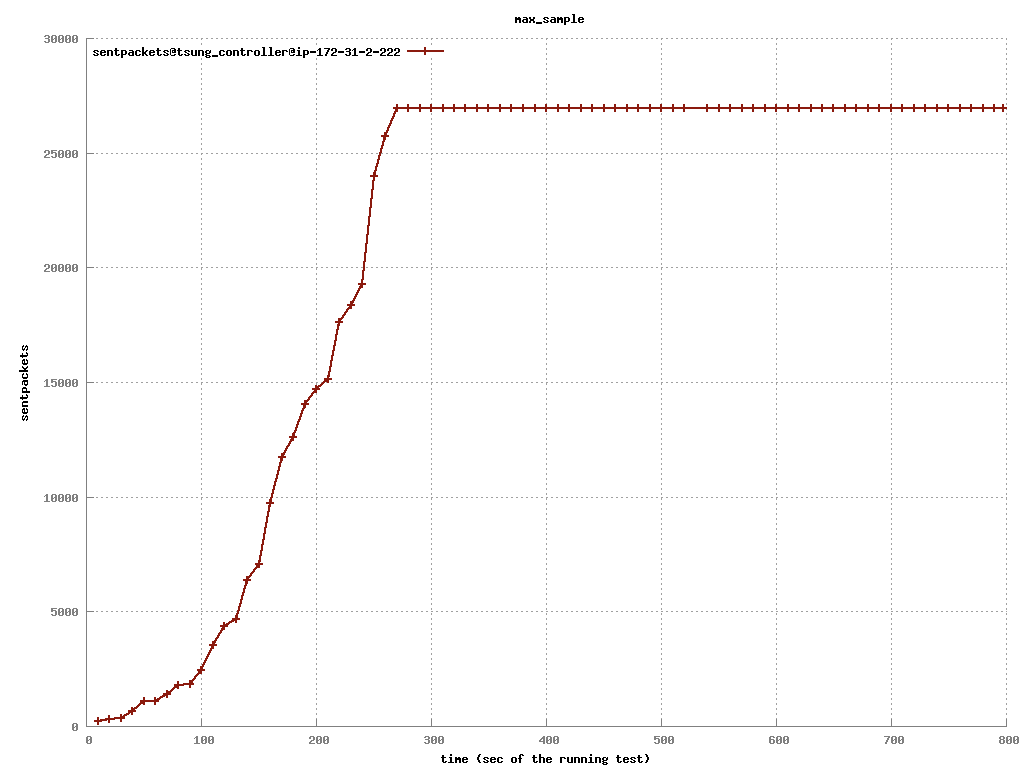 max_sample
sentpackets@tsung_controller@ip-172-31-2-222
30000
25000
20000
15000
10000
5000
0
sentpackets
0 100 200 300 400 500 600 700 800
time (sec of the running test)